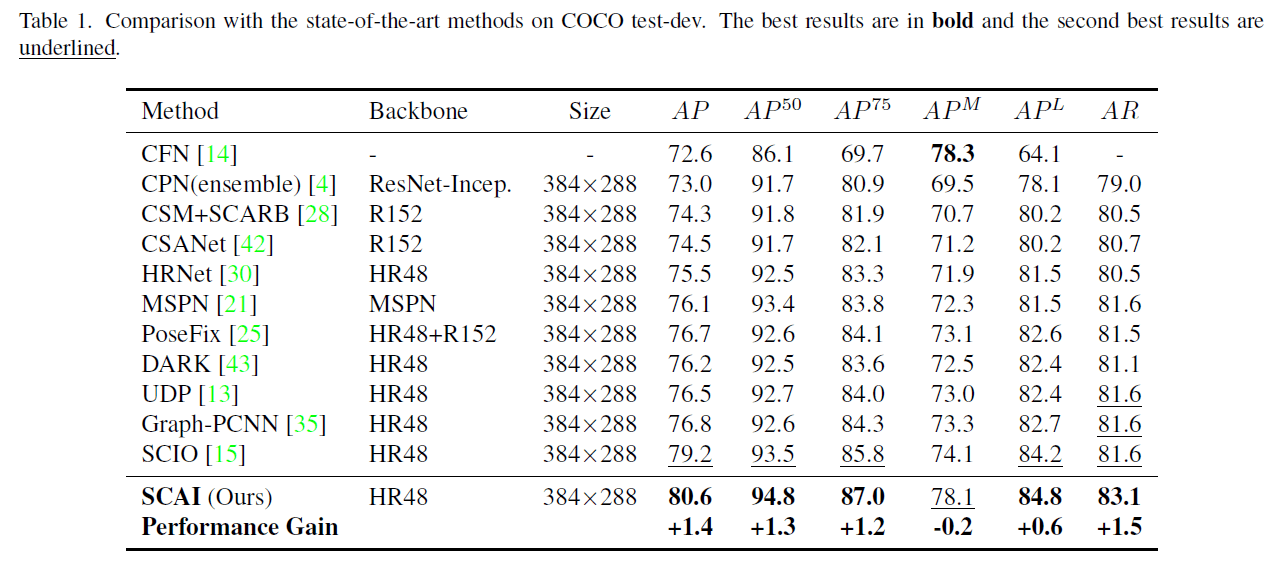 Table 1. Comparison with the state-of-the-art methods on COCO test-dev. The best results are in bold and the second best results are
underlined.
Method Backbone Size AP AP50 AP75 APM APL AR
CFN [14] - - 72.6 86.1 69.7 78.3 64.1 -
CPN(ensemble) [4] ResNet-Incep. 384×288 73.0 91.7 80.9 69.5 78.1 79.0
CSM+SCARB [28] R152 384×288 74.3 91.8 81.9 70.7 80.2 80.5
CSANet [42] R152 384×288 74.5 91.7 82.1 71.2 80.2 80.7
HRNet [30] HR48 384×288 75.5 92.5 83.3 71.9 81.5 80.5
MSPN [21] MSPN 384×288 76.1 93.4 83.8 72.3 81.5 81.6
PoseFix [25] HR48+R152 384×288 76.7 92.6 84.1 73.1 82.6 81.5
DARK [43] HR48 384×288 76.2 92.5 83.6 72.5 82.4 81.1
UDP [13] HR48 384×288 76.5 92.7 84.0 73.0 82.4 81.6
Graph-PCNN [35] HR48 384×288 76.8 92.6 84.3 73.3 82.7 81.6
SCIO [15] HR48 384×288 79.2 93.5 85.8 74.1 84.2 81.6
SCAI (Ours) HR48 384×288 80.6 94.8 87.0 78.1 84.8 83.1
Performance Gain +1.4 +1.3 +1.2 -0.2 +0.6 +1.5